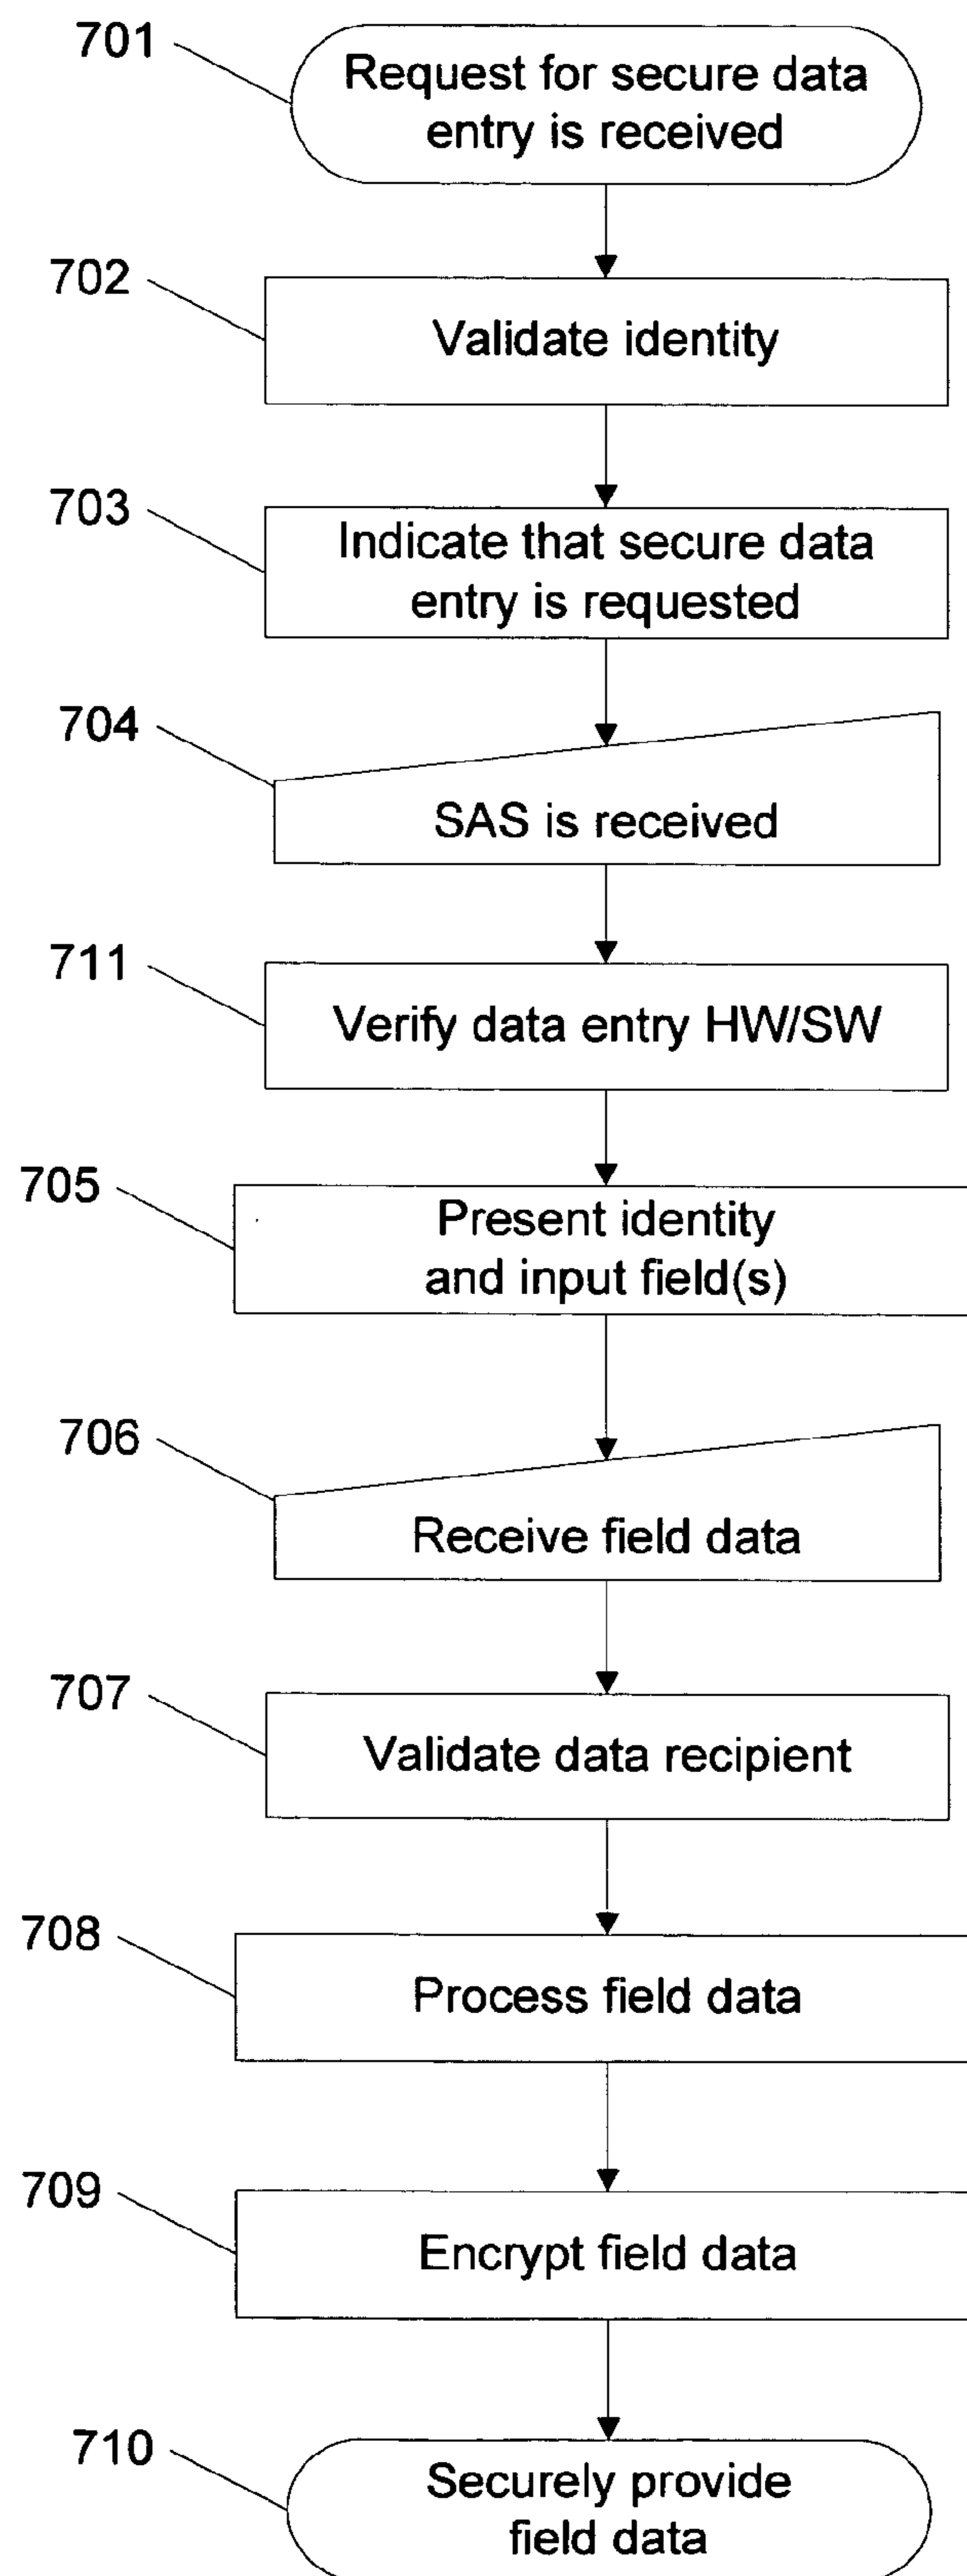 701
Request for secure data
entry is received
702
Validate identity
703
Indicate that secure data
entry is requested
704
SAS is received
711
Verify data entry HW/SW
705
Present identity
and input field(s)
706
Receive field data
707
Validate data recipient
708
Process field data
709
Encrypt field data
710
Securely provide
field data